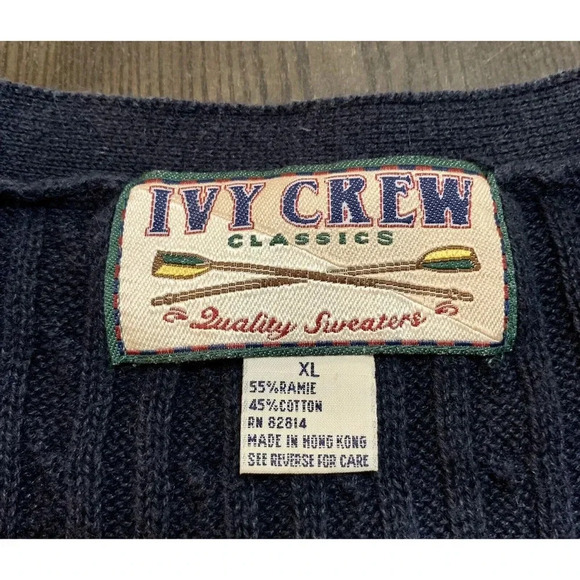 IVY CREW
CLASSICS
Quality Sweaters
XL
55%RAMIE
45%COTTON
RN 82814
MADE IN HONG KONG
SEE REVERSE FOR CARE